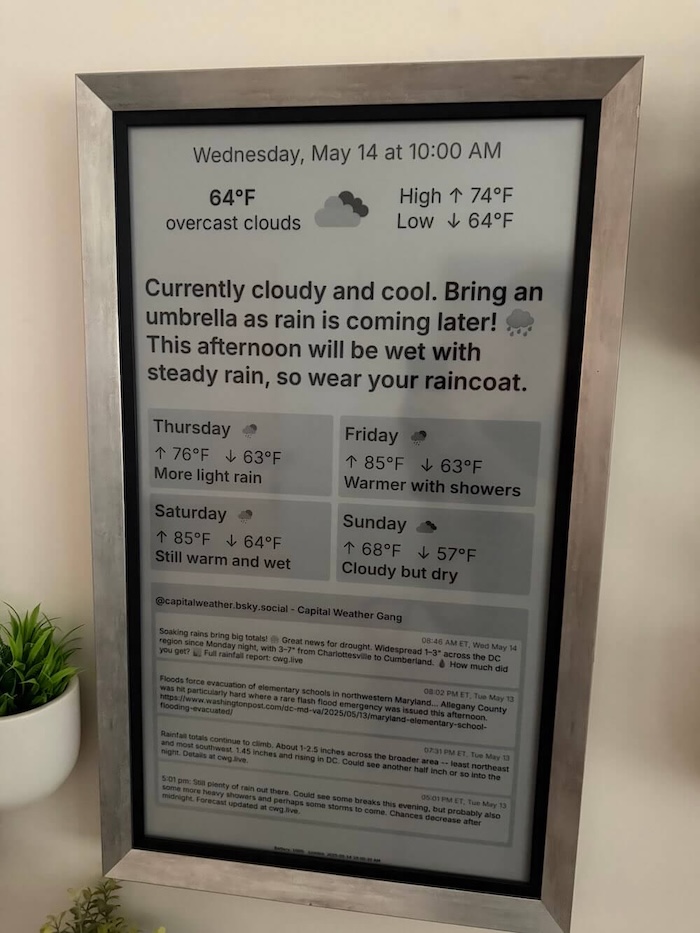 Wednesday, May 14 at 10:00 AM
64°F
overcast clouds
High ↑ 74°F
Low ↓ 64°F
Currently cloudy and cool. Bring an
umbrella as rain is coming later!
This afternoon will be wet with
steady rain, so wear your raincoat.
Thursday
↑ 76°F ↓ 63°F
More light rain
Friday
↑ 85°F ↓ 63°F
Warmer with showers
Saturday
↑ 85°F ↓ 64°F
Still warm and wet
Sunday
↑ 68°F ↓ 57°F
Cloudy but dry
@capitalweather.bsky.social - Capital Weather Gang
08:46 AM ET, Wed May 14
Soaking rains bring big totals! Great news for drought. Widespread 1-3" across the DC
region since Monday night, with 3-7" from Charlottesville to Cumberland. How much did
you get? Full rainfall report: cwg.live
08:02 PM ET, Tue May 13
Floods force evacuation of elementary schools in northwestern Maryland... Allegany County
was hit particularly hard where a rare flash flood emergency was issued this afternoon.
https://www.washingtonpost.com/dc-md-va/2025/05/13/maryland-elementary-school-
flooding-evacuated/
07:31 PM ET, Tue May 13
Rainfall totals continue to climb. About 1-2.5 inches across the broader area -- least northeast
and most southwest. 1.45 inches and rising in DC. Could see another half inch or so into the
night. Details at cwg.live.
05:01 PM ET, Tue May 13
5:01 pm: Still plenty of rain out there. Could see some breaks this evening, but probably also
some more heavy showers and perhaps some storms to come. Chances decrease after
midnight. Forecast updated at cwg.live.